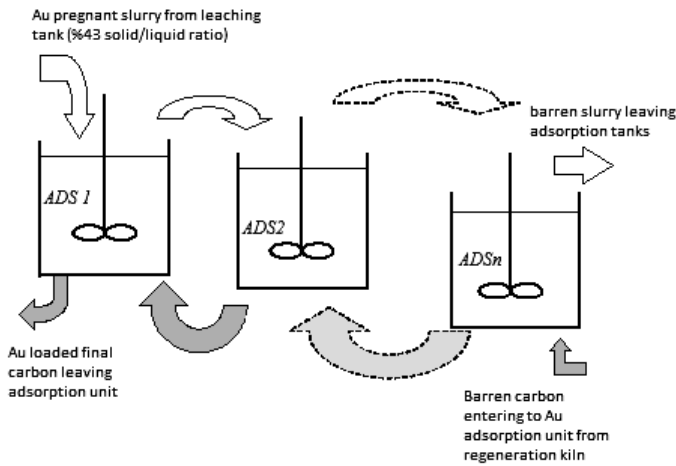 Au pregnant slurry from leaching
tank (%43 solid/liquid ratio)
barren slurry leaving
adsorption tanks
ADS 1
ADS2
ADSn
Au loaded final
carbon leaving
adsorption unit
Barren carbon
entering to Au
adsorption unit from
regeneration kiln